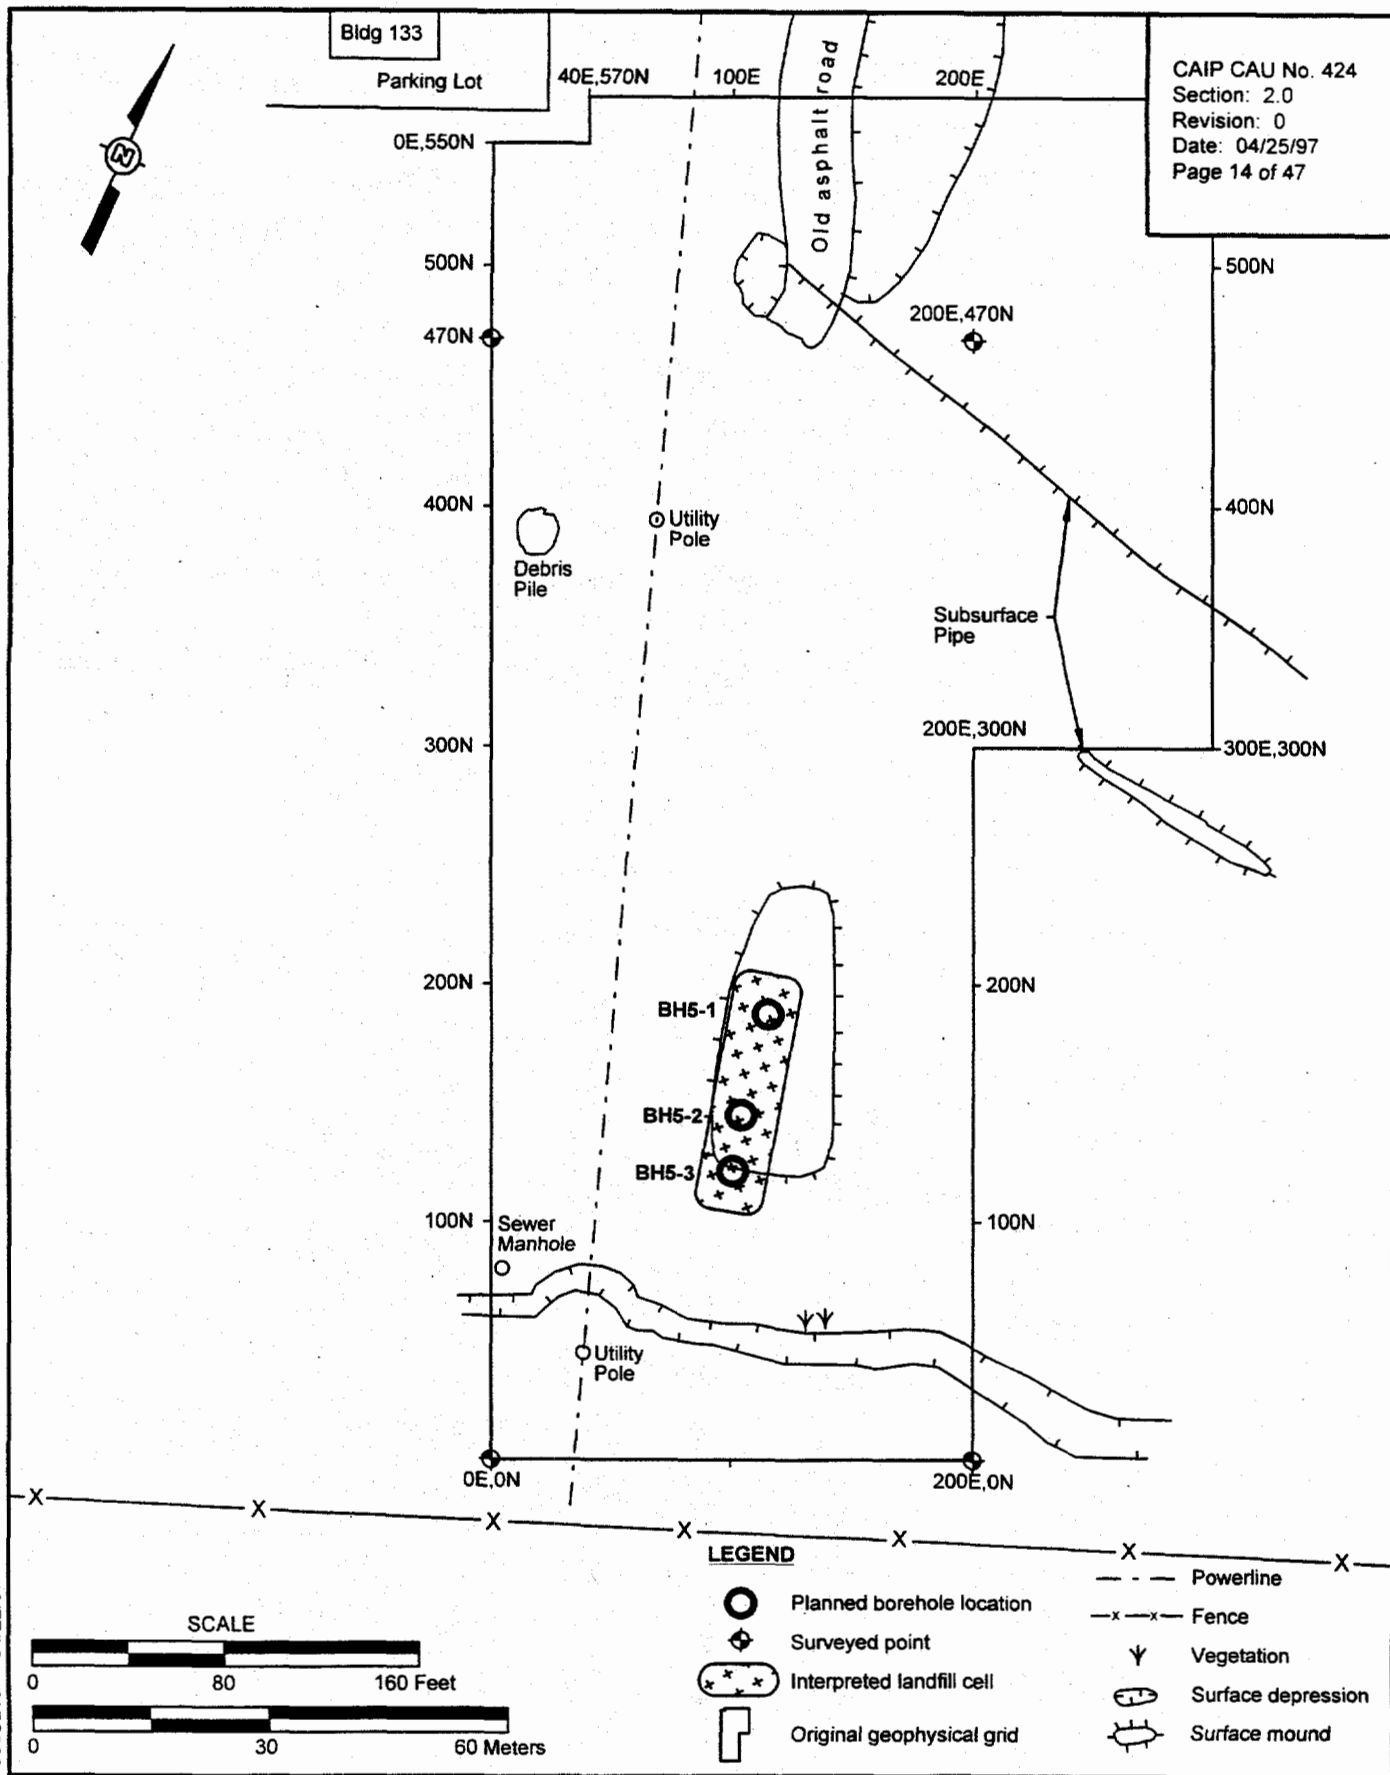 Bldg 133
Parking Lot
CAIP CAU No. 424
Section: 2.0
Revision: 0
Date: 04/25/97
Page 14 of 47
N
40E,570N
100E
200E
Old asphalt road
0E,550N
500N
500N
470N
200E,470N
400N
400N
Utility
Pole
Debris
Pile
Subsurface
Pipe
300N
200E,300N
300E,300N
200N
200N
BH5-1
BH5-2
BH5-3
100N
100N
Sewer
Manhole
Utility
Pole
0E,0N
200E,0N
X X X X X X X
LEGEND
Planned borehole location
Surveyed point
Interpreted landfill cell
Original geophysical grid
Powerline
x x Fence
Vegetation
Surface depression
Surface mound
SCALE
0 80 160 Feet
0 30 60 Meters